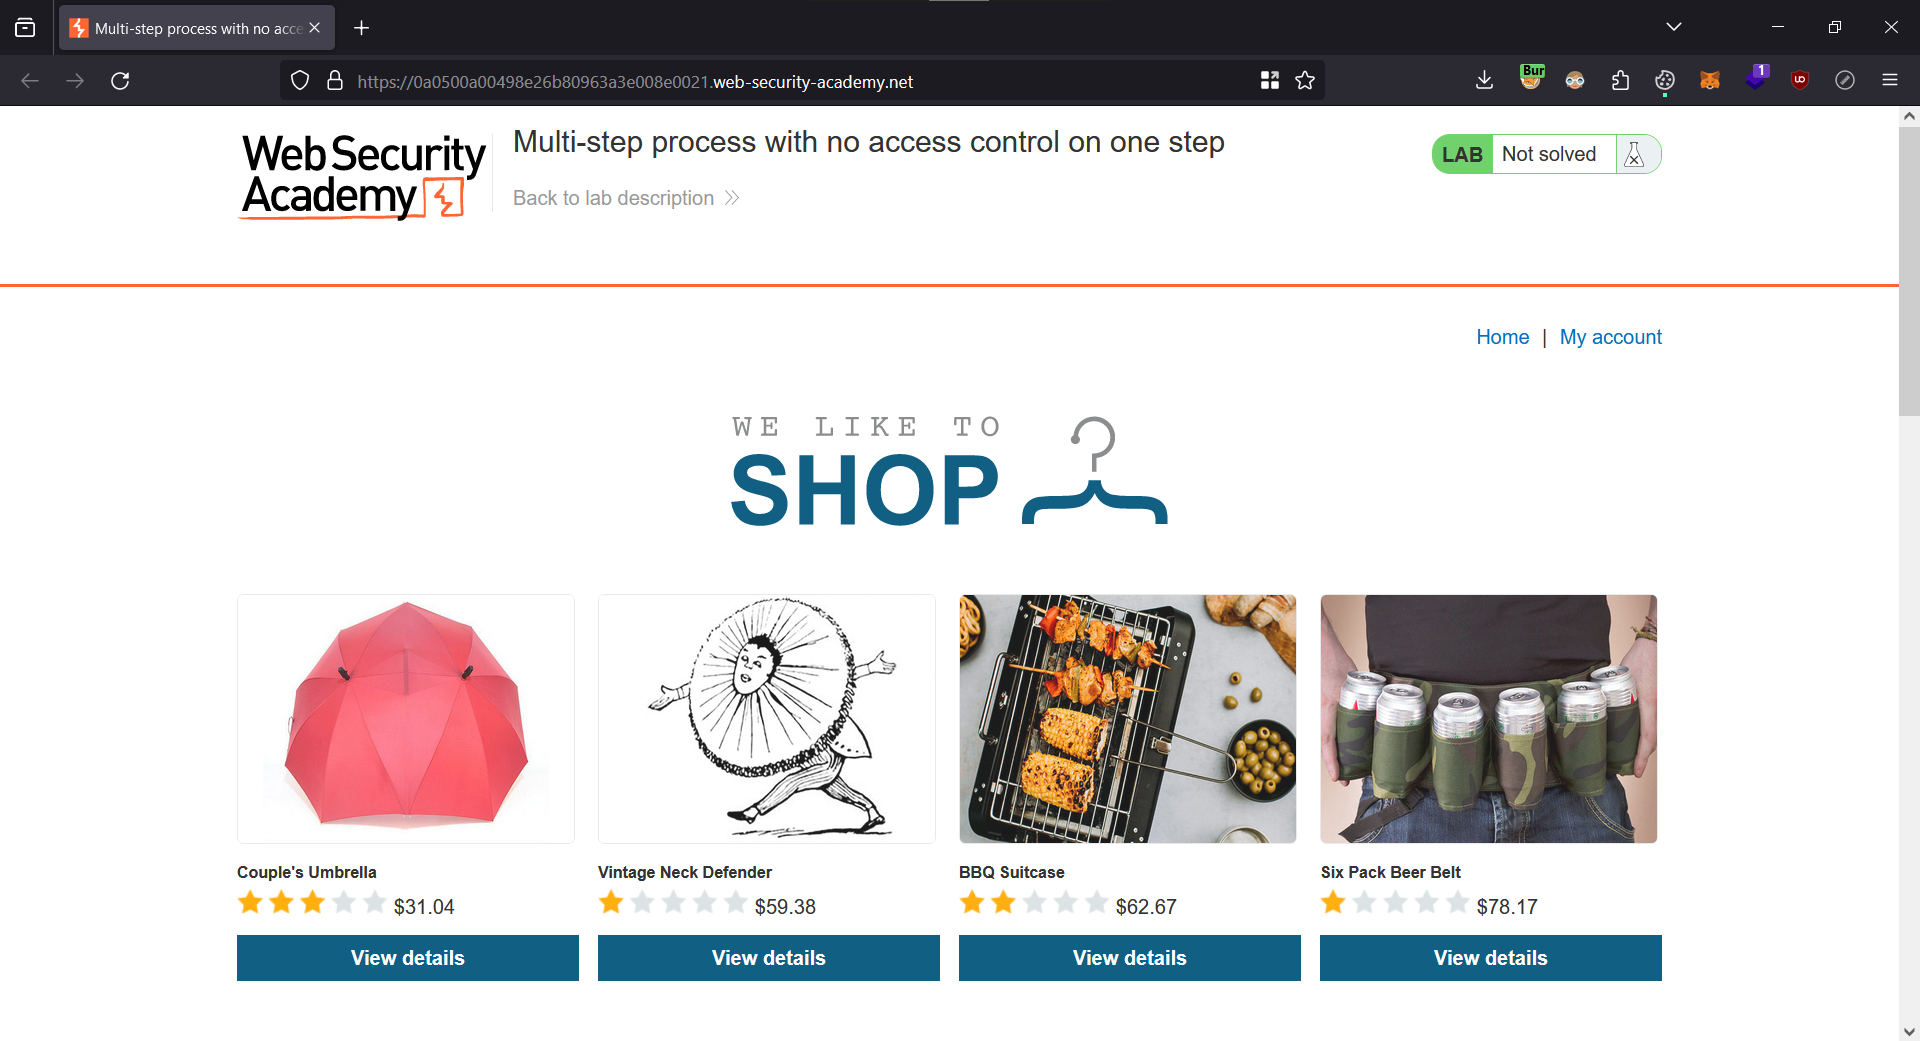 Multi-step process with no acce
https://0a0500a00498e26b80963a3e008e0021.web-security-academy.net
Bur
1
Web Security
Academy
Multi-step process with no access control on one step
Back to lab description
LAB Not solved
Home | My account
WE LIKE TO
SHOP
Couple's Umbrella
$31.04
View details
Vintage Neck Defender
$59.38
View details
BBQ Suitcase
$62.67
View details
Six Pack Beer Belt
$78.17
View details